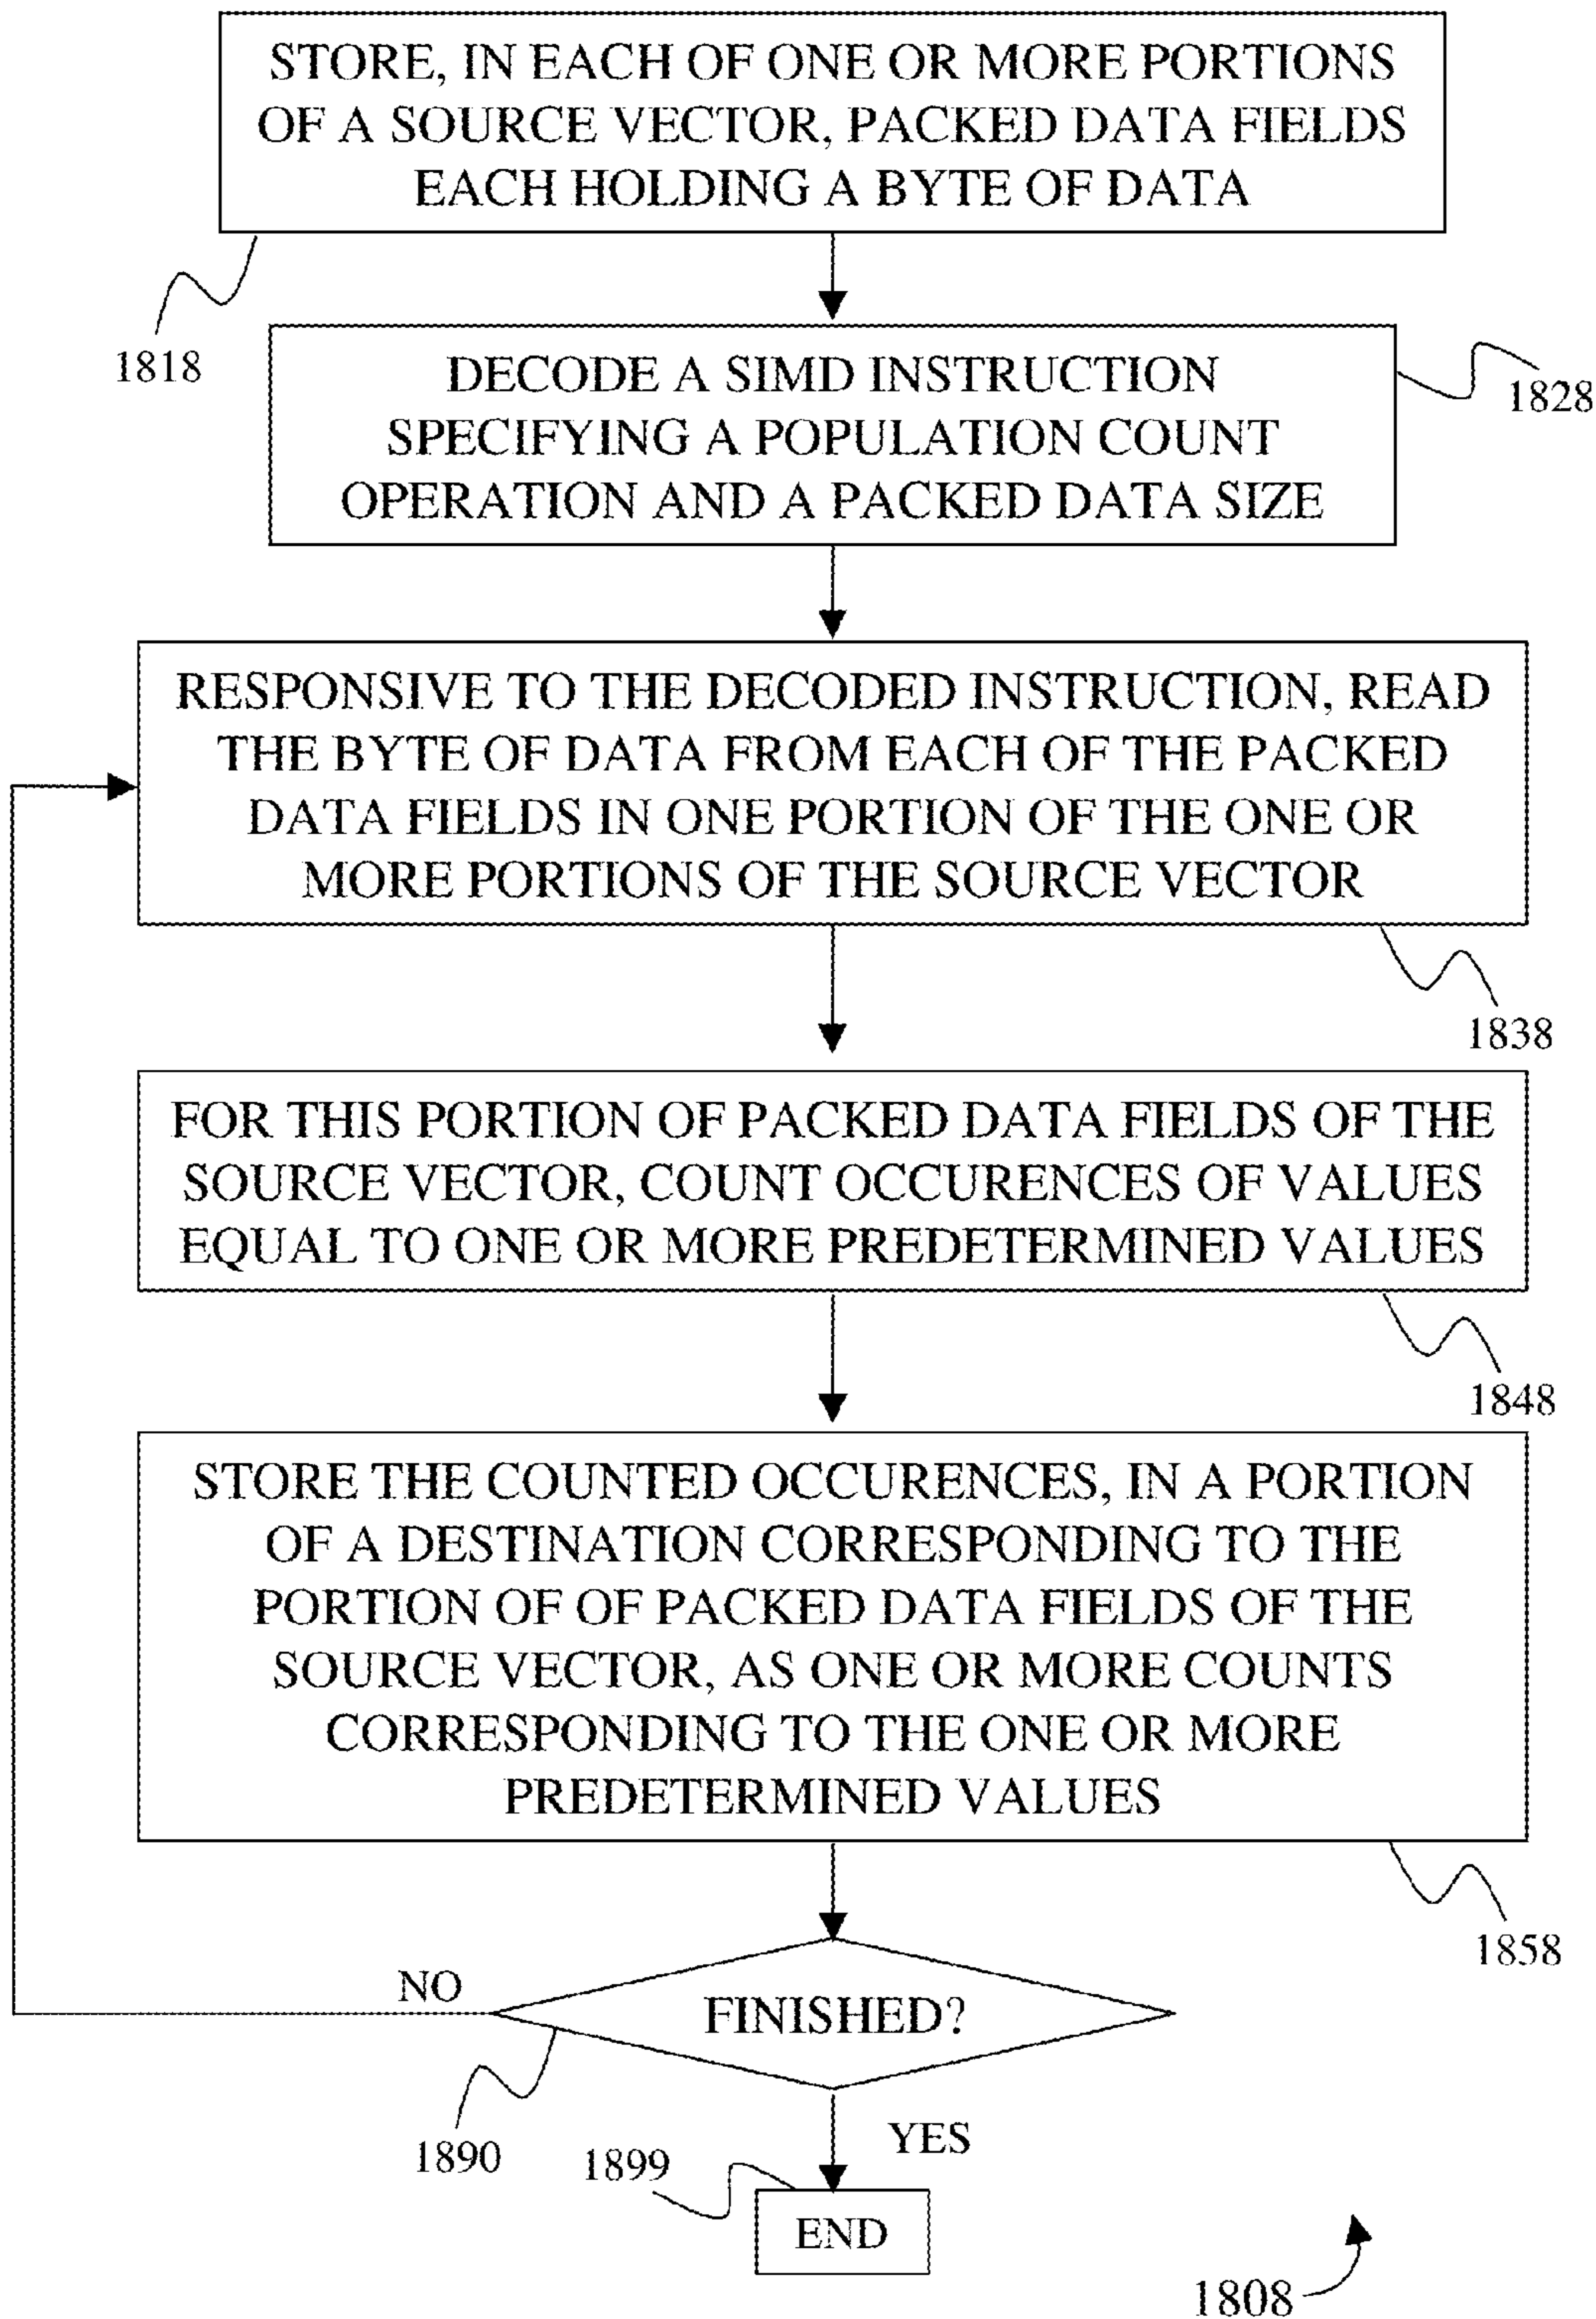 STORE, IN EACH OF ONE OR MORE PORTIONS
OF A SOURCE VECTOR, PACKED DATA FIELDS
EACH HOLDING A BYTE OF DATA
1818
DECODE A SIMD INSTRUCTION
SPECIFYING A POPULATION COUNT
OPERATION AND A PACKED DATA SIZE
1828
RESPONSIVE TO THE DECODED INSTRUCTION, READ
THE BYTE OF DATA FROM EACH OF THE PACKED
DATA FIELDS IN ONE PORTION OF THE ONE OR
MORE PORTIONS OF THE SOURCE VECTOR
1838
FOR THIS PORTION OF PACKED DATA FIELDS OF THE
SOURCE VECTOR, COUNT OCCURENCES OF VALUES
EQUAL TO ONE OR MORE PREDETERMINED VALUES
1848
STORE THE COUNTED OCCURENCES, IN A PORTION
OF A DESTINATION CORRESPONDING TO THE
PORTION OF OF PACKED DATA FIELDS OF THE
SOURCE VECTOR, AS ONE OR MORE COUNTS
CORRESPONDING TO THE ONE OR MORE
PREDETERMINED VALUES
1858
NO
FINISHED?
1890
YES
1899
END
1808